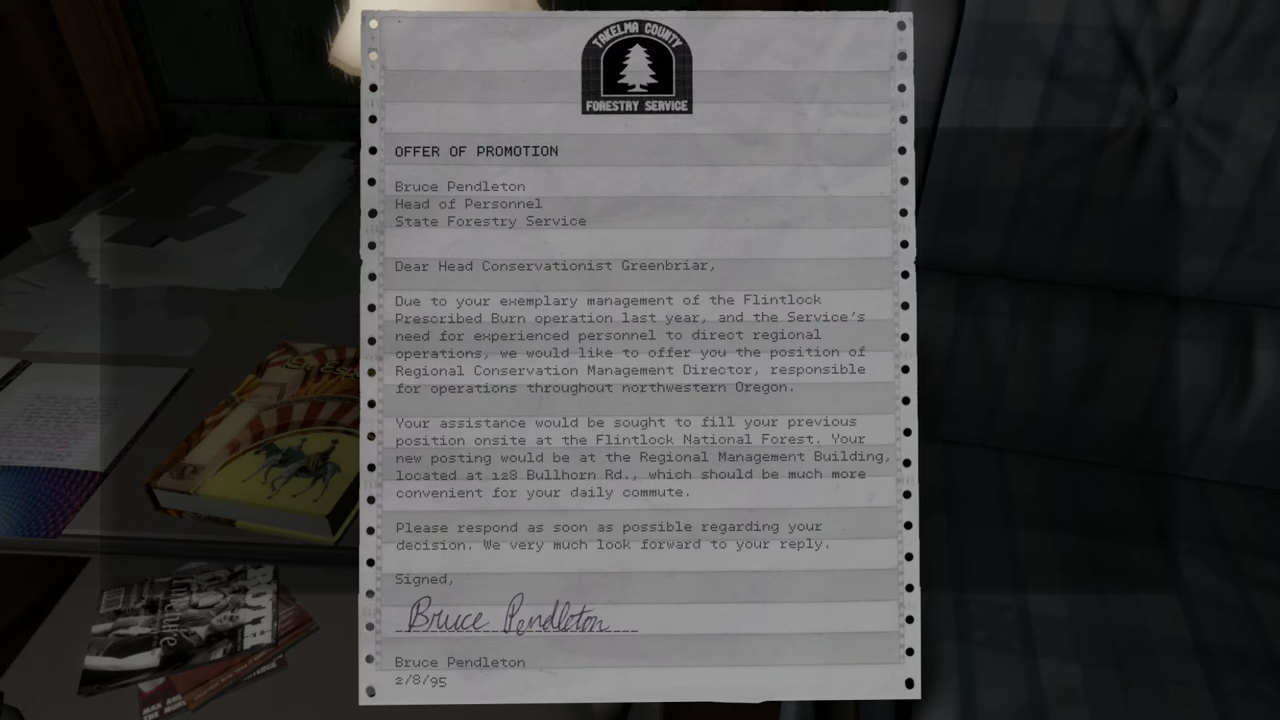 TAKELMA COUNTY
FORESTRY SERVICE
OFFER OF PROMOTION
Bruce Pendleton
Head of Personnel
State Forestry Service
Dear Head Conservationist Greenbriar,
Due to your exemplary management of the Flintlock
Prescribed Burn operation last year, and the Service's
need for experienced personnel to direct regional
operations, we would like to offer you the position of
Regional Conservation Management Director, responsible
for operations throughout northwestern Oregon.
Your assistance would be sought to fill your previous
position onsite at the Flintlock National Forest. Your
new posting would be at the Regional Management Building,
located at 128 Bullhorn Rd., which should be much more
convenient for your daily commute.
Please respond as soon as possible regarding your
decision. We very much look forward to your reply.
Signed,
Bruce Pendleton
Bruce Pendleton
2/8/95